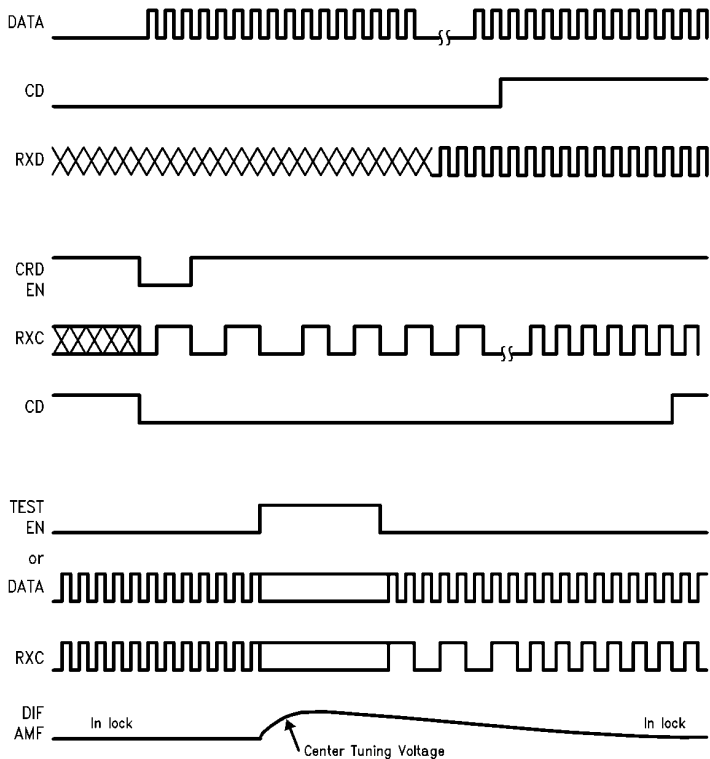 DATA
CD
RXD
CRD
EN
RXC
CD
TEST
EN
or
DATA
RXC
DIF
AMF
In lock
In lock
Center Tuning Voltage